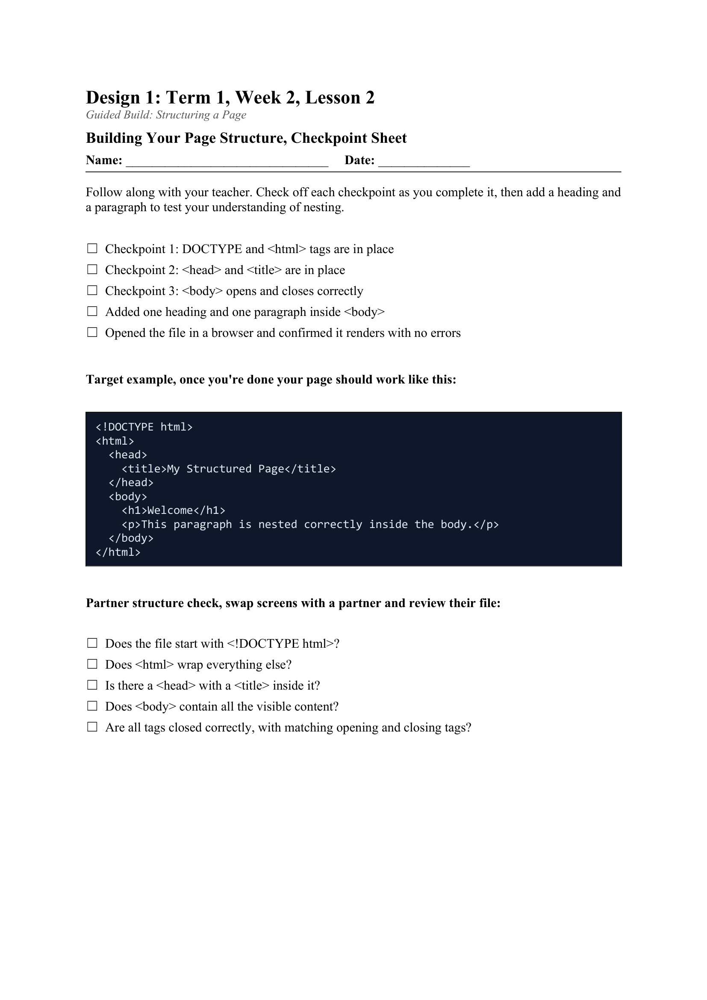 Design 1: Term 1, Week 2, Lesson 2
Guided Build: Structuring a Page
Building Your Page Structure, Checkpoint Sheet
Name: _______________________________ Date: ______________
Follow along with your teacher. Check off each checkpoint as you complete it, then add a heading and
a paragraph to test your understanding of nesting.
☐ Checkpoint 1: DOCTYPE and <html> tags are in place
☐ Checkpoint 2: <head> and <title> are in place
☐ Checkpoint 3: <body> opens and closes correctly
☐ Added one heading and one paragraph inside <body>
☐ Opened the file in a browser and confirmed it renders with no errors
Target example, once you're done your page should work like this:
<!DOCTYPE html>
<html>
  <head>
    <title>My Structured Page</title>
  </head>
  <body>
    <h1>Welcome</h1>
    <p>This paragraph is nested correctly inside the body.</p>
  </body>
</html>
Partner structure check, swap screens with a partner and review their file:
☐ Does the file start with <!DOCTYPE html>?
☐ Does <html> wrap everything else?
☐ Is there a <head> with a <title> inside it?
☐ Does <body> contain all the visible content?
☐ Are all tags closed correctly, with matching opening and closing tags?